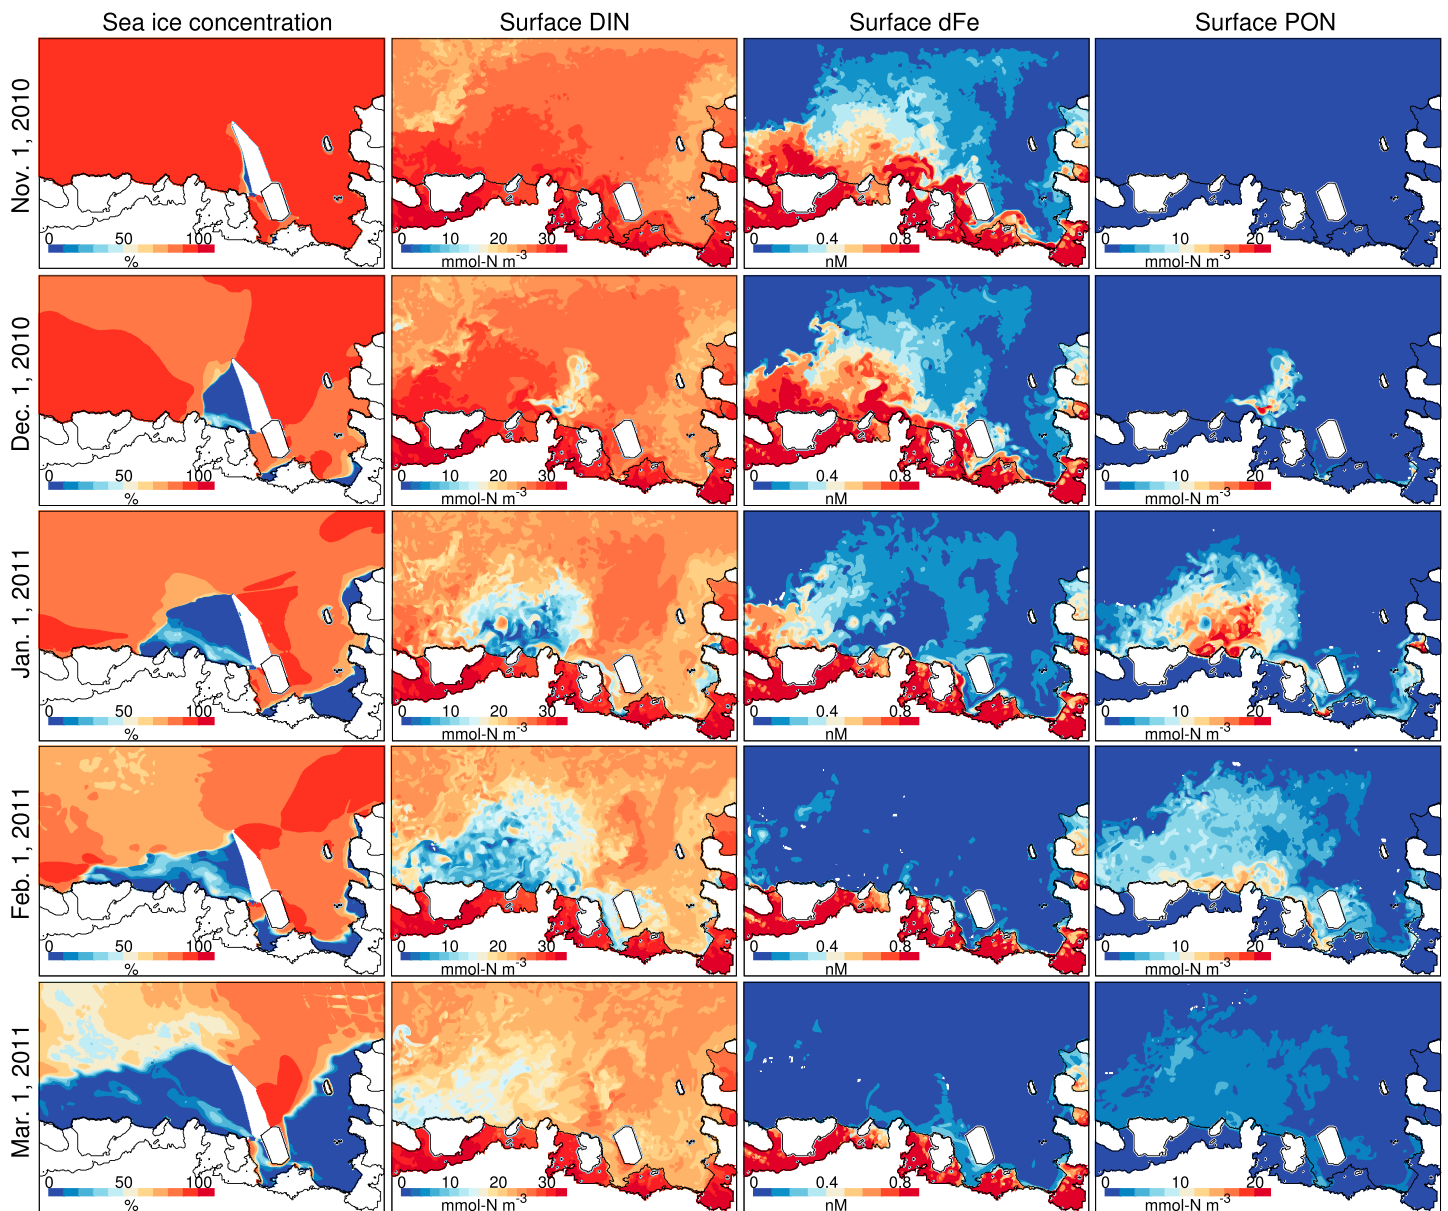 Sea ice concentration Surface DIN Surface dFe Surface PON
Nov. 1, 2010
0 50 100 0 10 20 30 0 0.4 0.8 0 10 20
% mmol-N m-3 nM mmol-N m-3
Dec. 1, 2010
0 50 100 0 10 20 30 0 0.4 0.8 0 10 20
% mmol-N m-3 nM mmol-N m-3
Jan. 1, 2011
0 50 100 0 10 20 30 0 0.4 0.8 0 10 20
% mmol-N m-3 nM mmol-N m-3
Feb. 1, 2011
0 50 100 0 10 20 30 0 0.4 0.8 0 10 20
% mmol-N m-3 nM mmol-N m-3
Mar. 1, 2011
0 50 100 0 10 20 30 0 0.4 0.8 0 10 20
% mmol-N m-3 nM mmol-N m-3